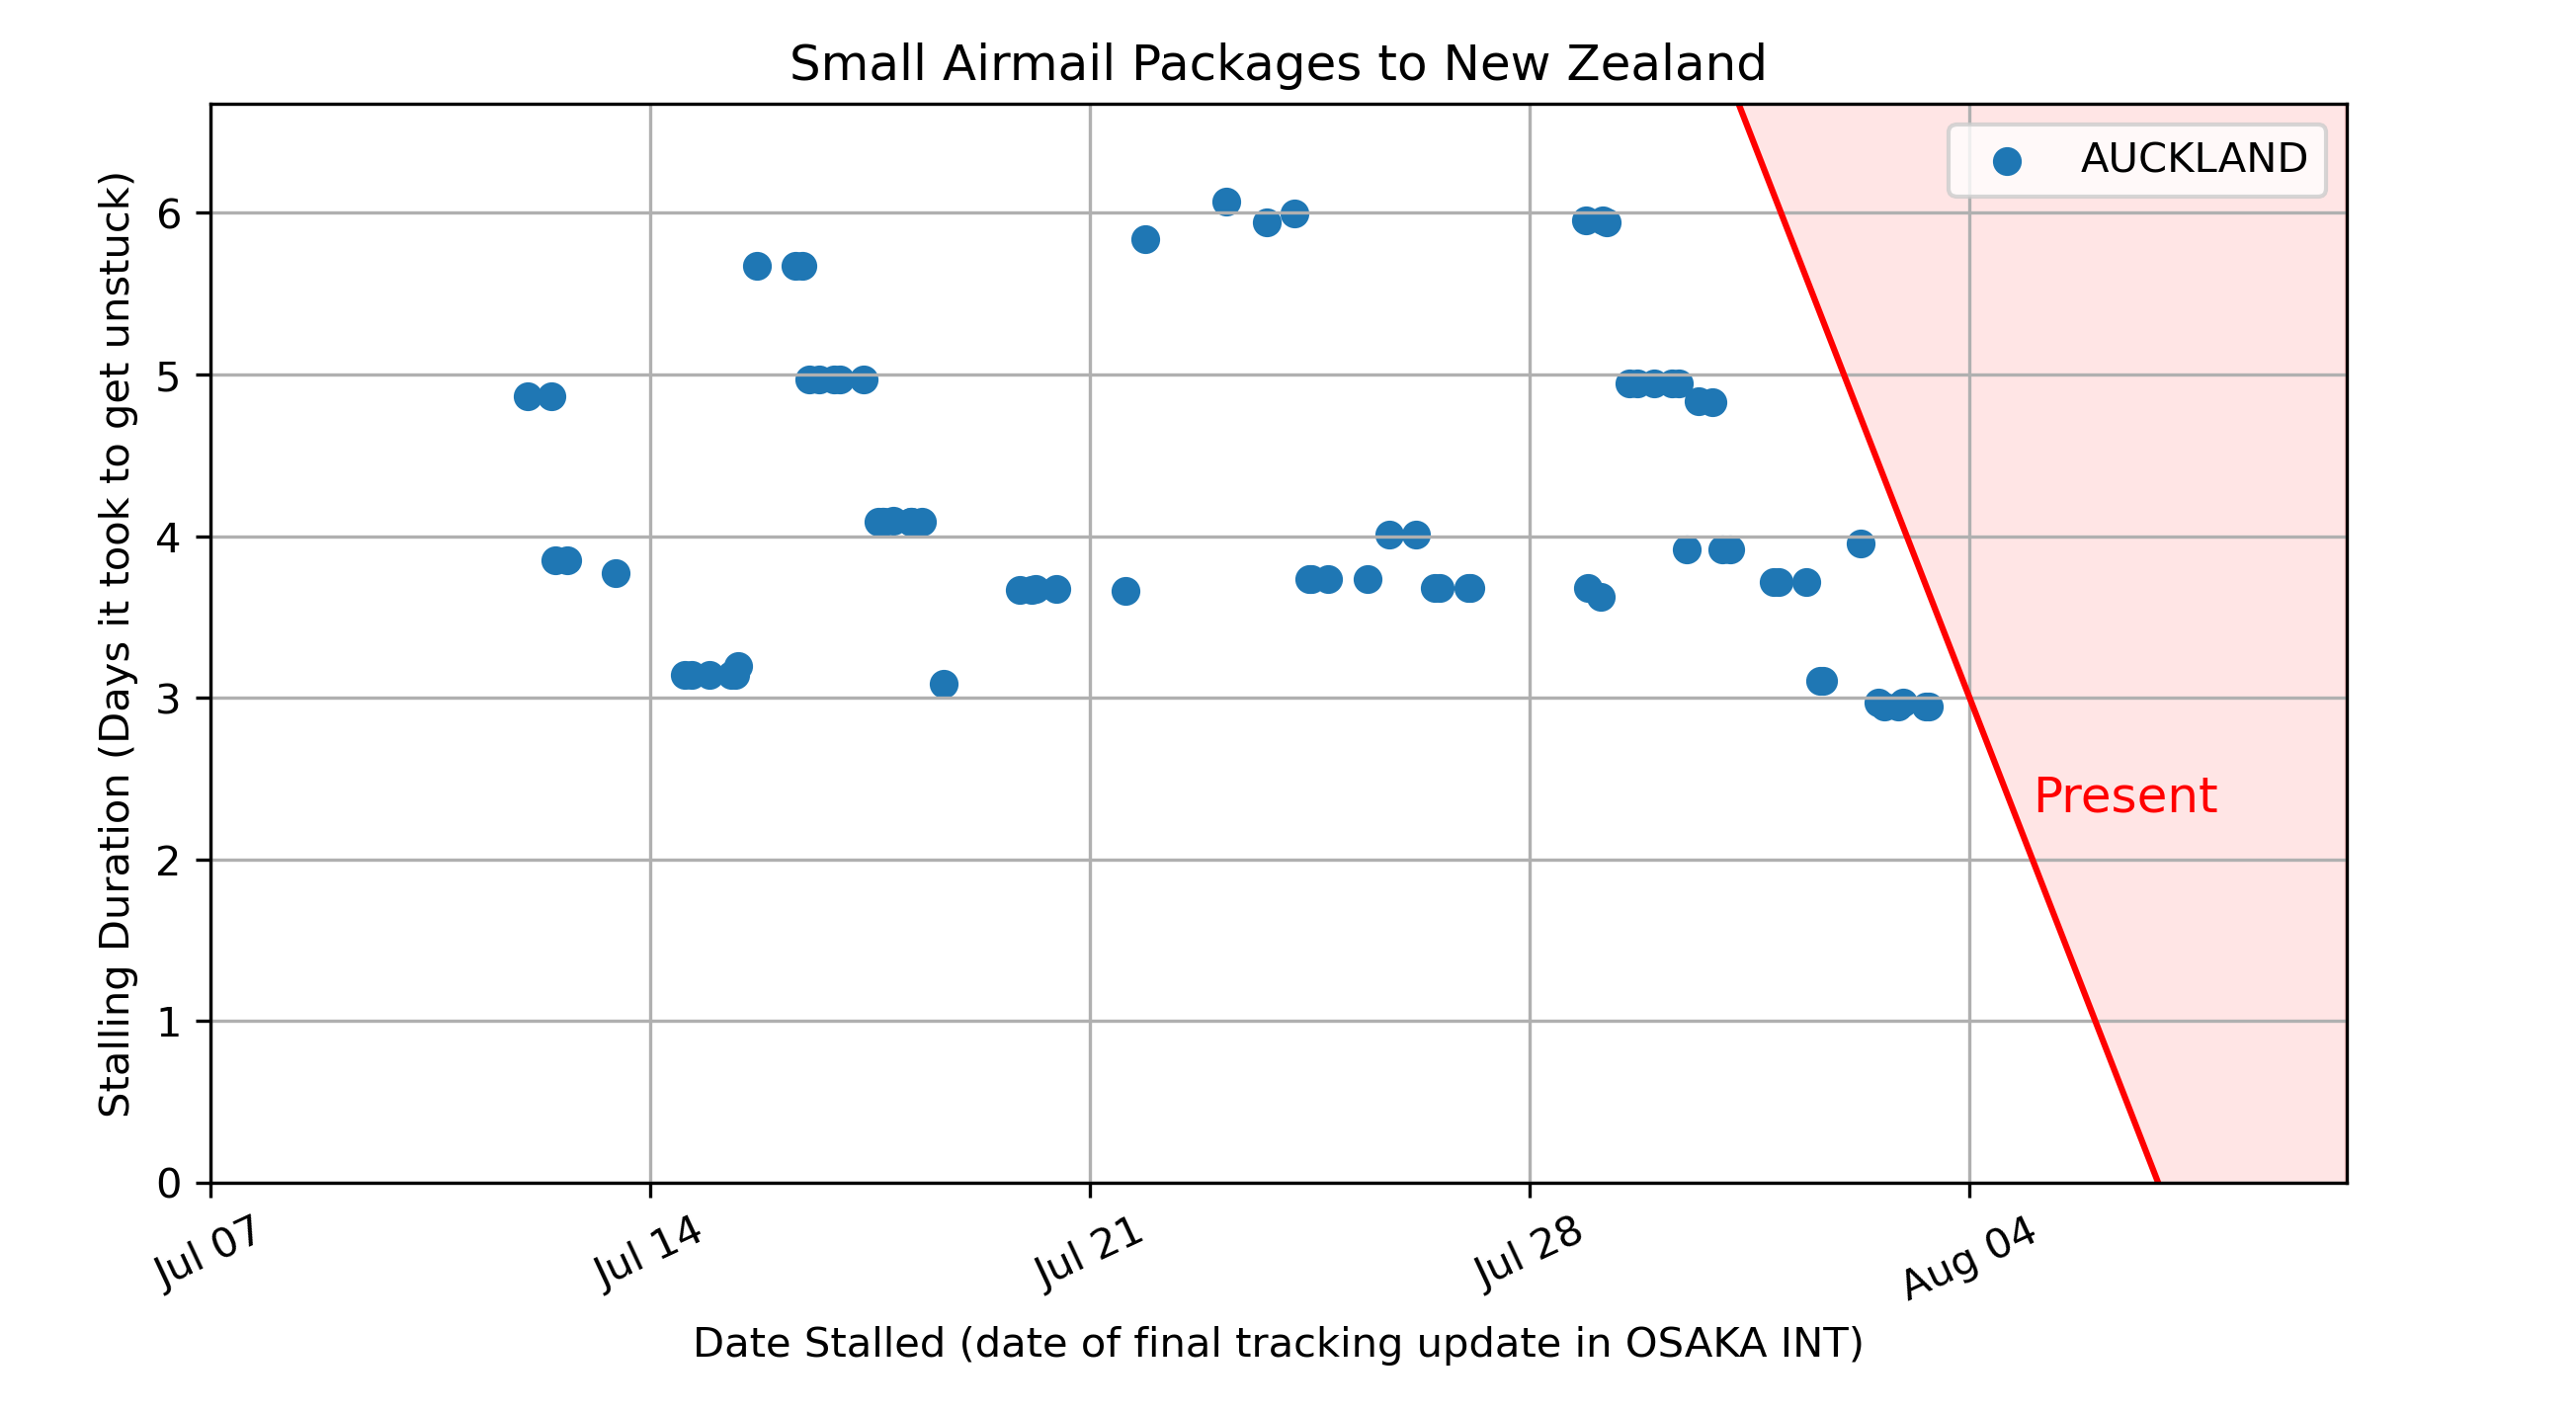 Small Airmail Packages to New Zealand
AUCKLAND
Stalling Duration (Days it took to get unstuck)
6
5
4
3
2
1
0
Present
Jul 07
Jul 14
Jul 21
Jul 28
Aug 04
Date Stalled (date of final tracking update in OSAKA INT)